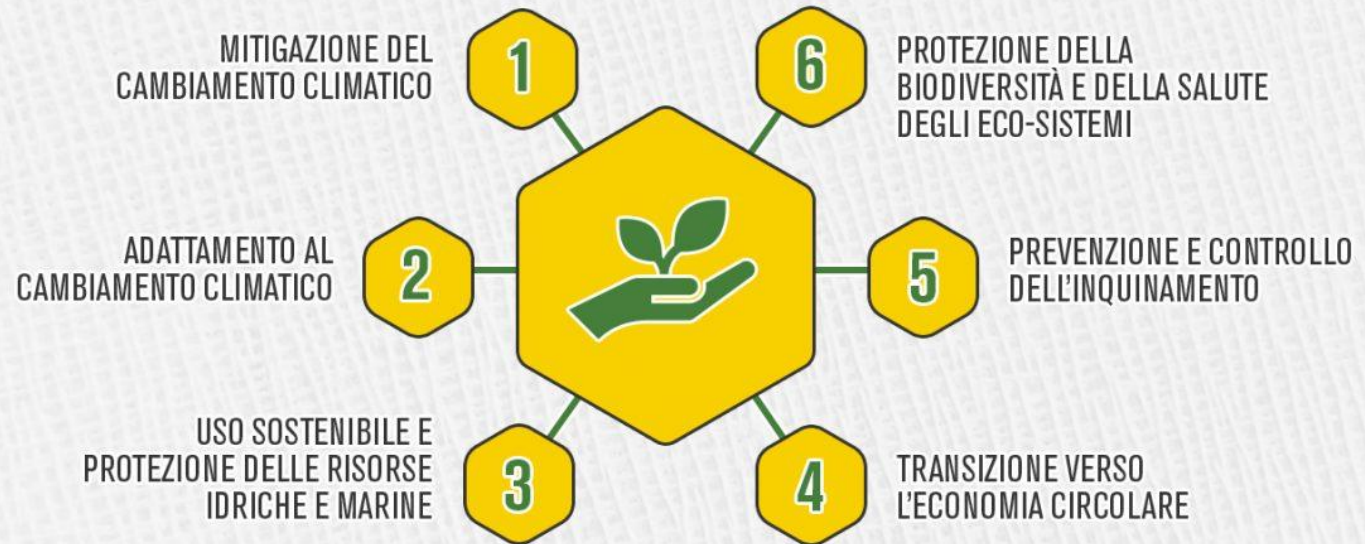 1
MITIGAZIONE DEL
CAMBIAMENTO CLIMATICO
2
ADATTAMENTO AL
CAMBIAMENTO CLIMATICO
3
USO SOSTENIBILE E
PROTEZIONE DELLE RISORSE
IDRICHE E MARINE
4
TRANSIZIONE VERSO
L'ECONOMIA CIRCOLARE
5
PREVENZIONE E CONTROLLO
DELL'INQUINAMENTO
6
PROTEZIONE DELLA
BIODIVERSITÀ E DELLA SALUTE
DEGLI ECO-SISTEMI